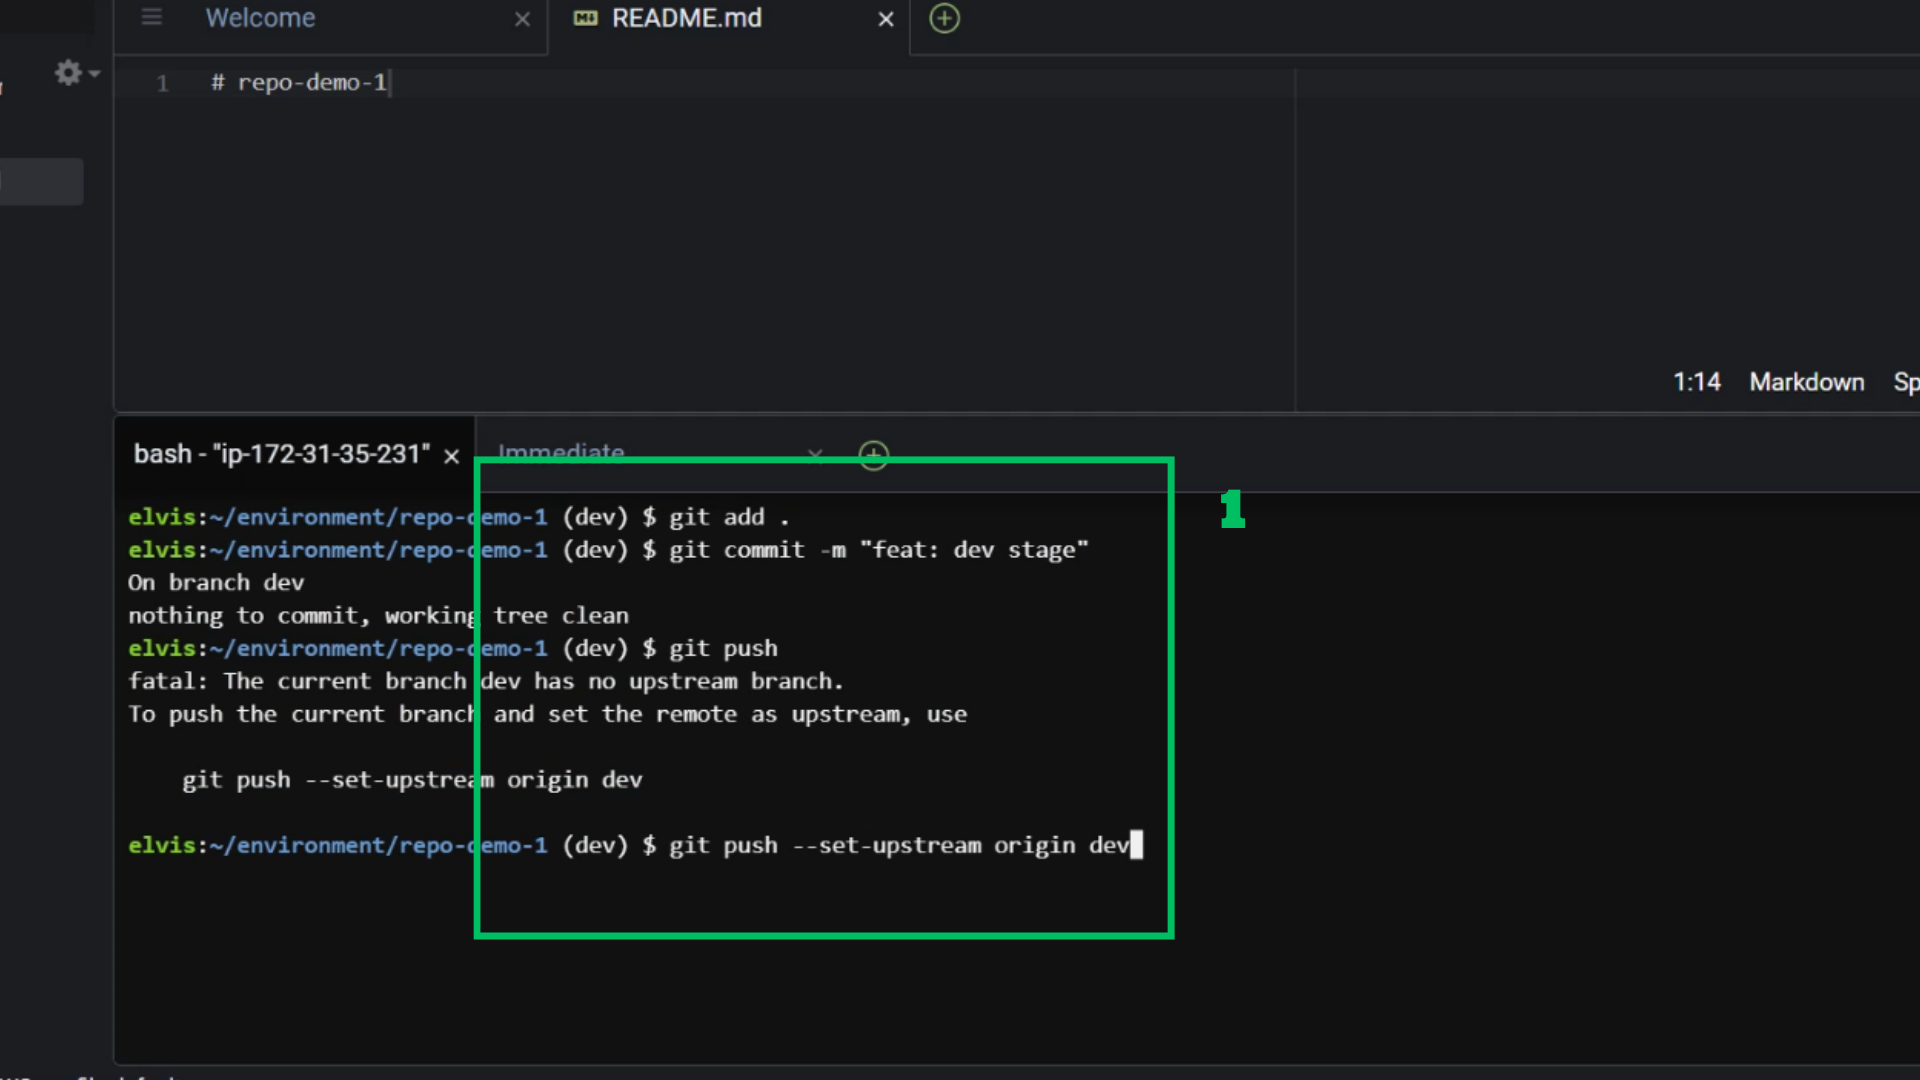 Welcome
README.md
1 # repo-demo-1
1:14 Markdown Sp
bash - "ip-172-31-35-231"
Immediate
1
elvis:~/environment/repo-demo-1 (dev) $ git add .
elvis:~/environment/repo-demo-1 (dev) $ git commit -m "feat: dev stage"
On branch dev
nothing to commit, working tree clean
elvis:~/environment/repo-demo-1 (dev) $ git push
fatal: The current branch dev has no upstream branch.
To push the current branch and set the remote as upstream, use
git push --set-upstream origin dev
elvis:~/environment/repo-demo-1 (dev) $ git push --set-upstream origin dev